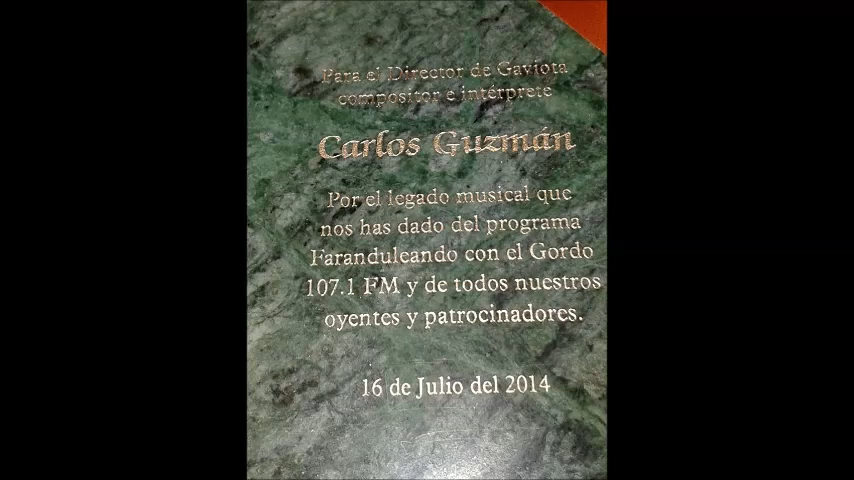 Para el Director de Gaviota
compositor e intérprete
Carlos Guzmán
Por el legado musical que
nos has dado del programa
Faranduleando con el Gordo
107.1 FM y de todos nuestros
oyentes y patrocinadores.
16 de Julio del 2014